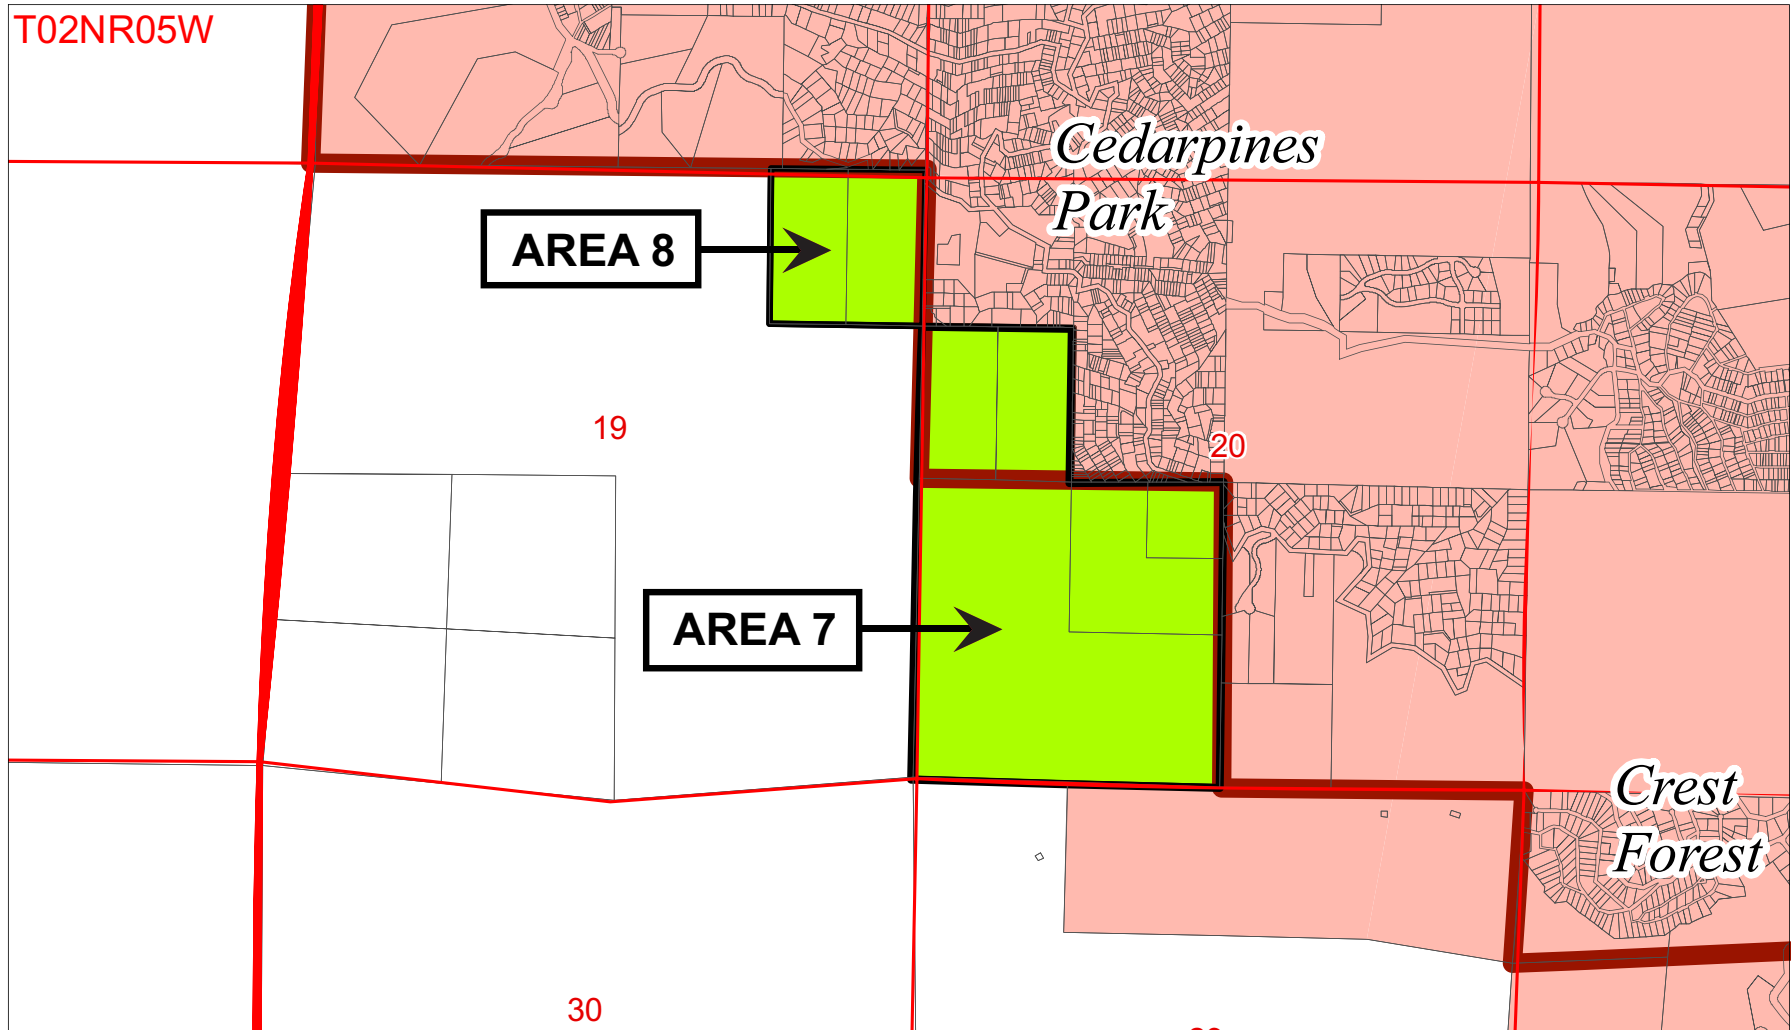 T02NR05W
Cedarpines
Park
AREA 8
19
20
AREA 7
Crest
Forest
30